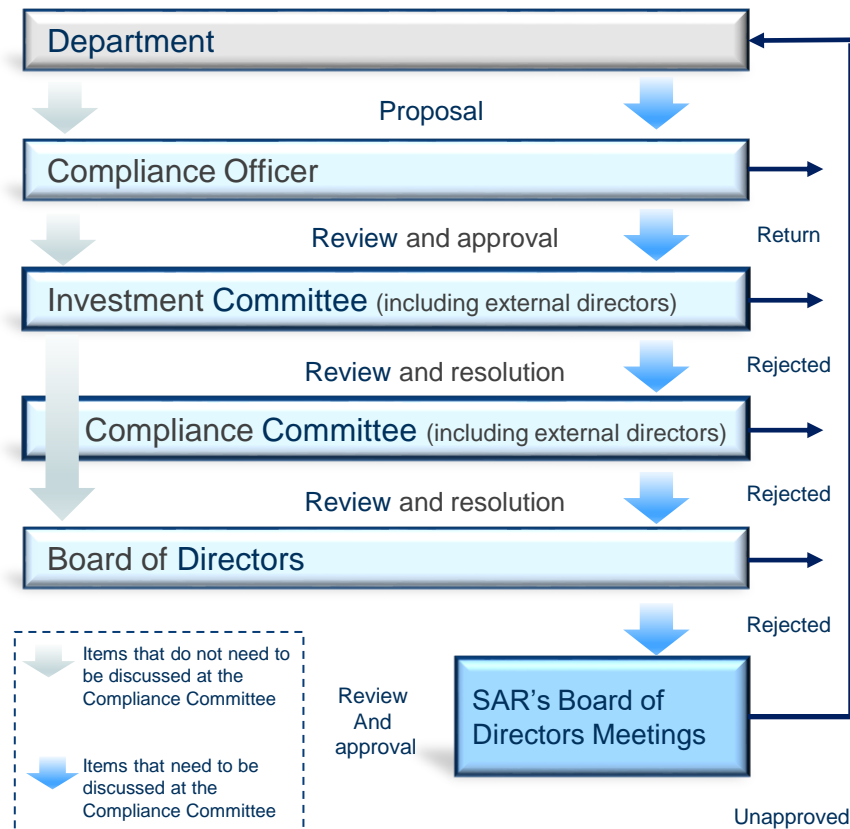 Department
Proposal
Compliance Officer
Review and approval
Return
Investment Committee (including external directors)
Review and resolution
Rejected
Compliance Committee (including external directors)
Review and resolution
Rejected
Board of Directors
Rejected
Items that do not need to
be discussed at the
Compliance Committee
Items that need to be
discussed at the
Compliance Committee
Review
And
approval
SAR's Board of
Directors Meetings
Unapproved